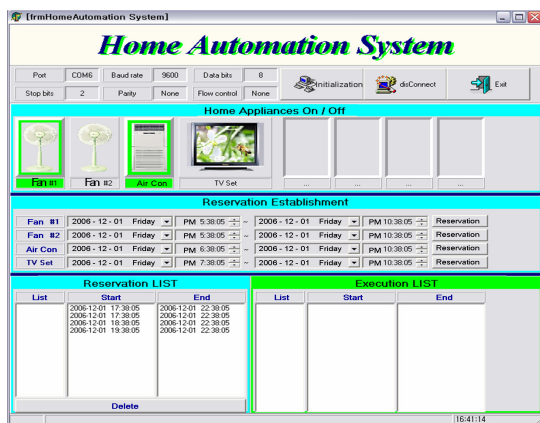 [frmHomeAutomation System]
Home Automation System
Port COM6 Baud rate 9600 Data bits 8 Initialization disConnect Exit
Stop bits 2 Parity None Flow control None
Home Appliances On / Off
Fan #1 Fan #2 Air Con TV Set ... ... ... ...
Reservation Establishment
Fan #1 2006 - 12 - 01 Friday PM 5:38:05 ~ 2006 - 12 - 01 Friday PM 10:38:05 Reservation
Fan #2 2006 - 12 - 01 Friday PM 5:38:05 ~ 2006 - 12 - 01 Friday PM 10:38:05 Reservation
Air Con 2006 - 12 - 01 Friday PM 6:38:05 ~ 2006 - 12 - 01 Friday PM 10:38:05 Reservation
TV Set 2006 - 12 - 01 Friday PM 7:38:05 ~ 2006 - 12 - 01 Friday PM 10:38:05 Reservation
Reservation LIST Execution LIST
List Start End List Start End
2006-12-01 17:38:05 2006-12-01 22:38:05
2006-12-01 17:38:05 2006-12-01 22:38:05
2006-12-01 18:38:05 2006-12-01 22:38:05
2006-12-01 19:38:05 2006-12-01 22:38:05
Delete
16:41:14